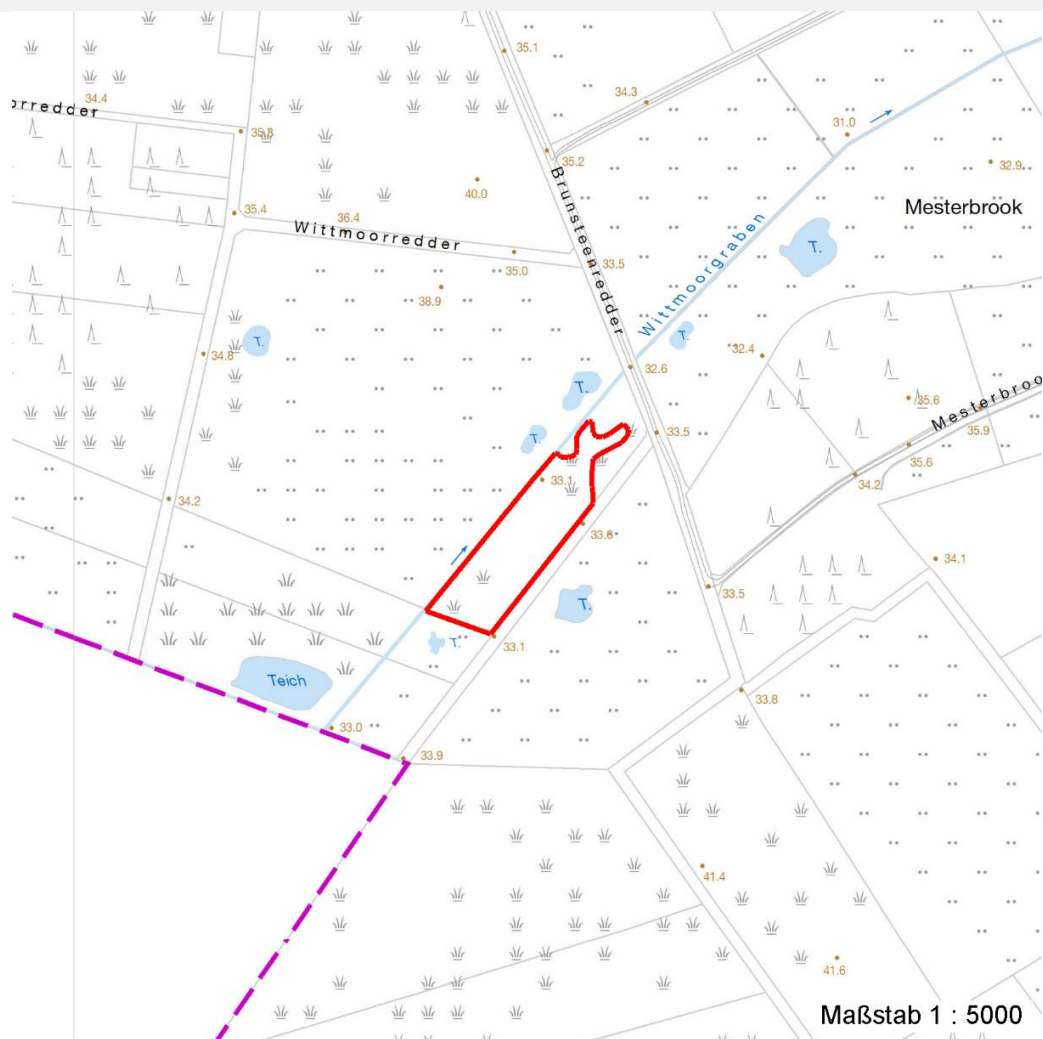 35.1
34.3
34.4
orredder
35.3
35.2
31.0
32.9
40.0
Brunsteenredder
35.4
36.4
Wittmoorredder
Mesterbrook
Wittmoorgraben
T.
33.5
35.0
38.9
T.
T.
34.8
32.4
32.6
T.
35.6
Mesterbroo
35.9
T.
33.5
35.6
33.1
34.2
34.2
33.6
34.1
33.5
T.
T.
33.1
Teich
33.8
33.0
33.9
41.4
41.6
Maßstab 1 : 5000